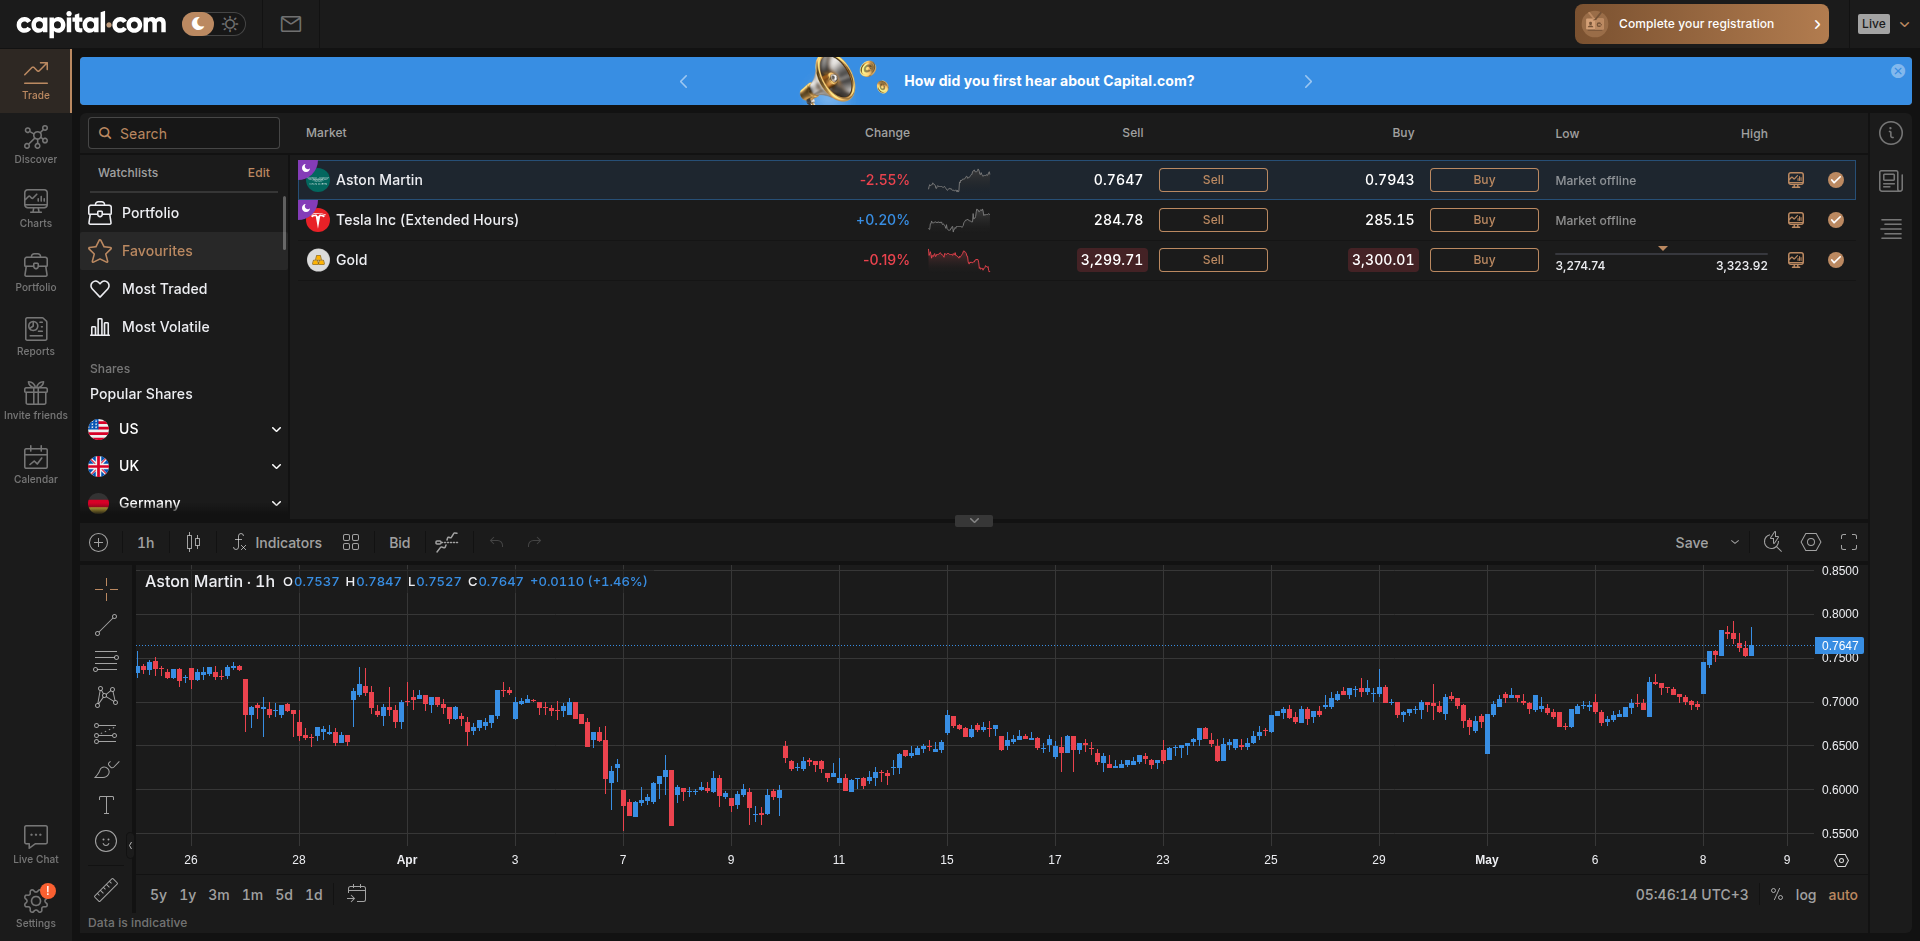 capital.com
Complete your registration
Live
Trade
Discover
Charts
Portfolio
Reports
Invite friends
Calendar
Live Chat
Settings
How did you first hear about Capital.com?
Search
Market Change Sell Buy Low High
Watchlists Edit
Portfolio
Favourites
Most Traded
Most Volatile
Shares
Popular Shares
US
UK
Germany
Aston Martin -2.55% 0.7647 Sell 0.7943 Buy Market offline
Tesla Inc (Extended Hours) +0.20% 284.78 Sell 285.15 Buy Market offline
Gold -0.19% 3,299.71 Sell 3,300.01 Buy 3,274.74 3,323.92
1h Indicators Bid Save
Aston Martin · 1h O0.7537 H0.7847 L0.7527 C0.7647 +0.0110 (+1.46%)
0.8500
0.8000
0.7647
0.7500
0.7000
0.6500
0.6000
0.5500
26 28 Apr 3 7 9 11 15 17 23 25 29 May 6 8 9
5y 1y 3m 1m 5d 1d 05:46:14 UTC+3 % log auto
Data is indicative